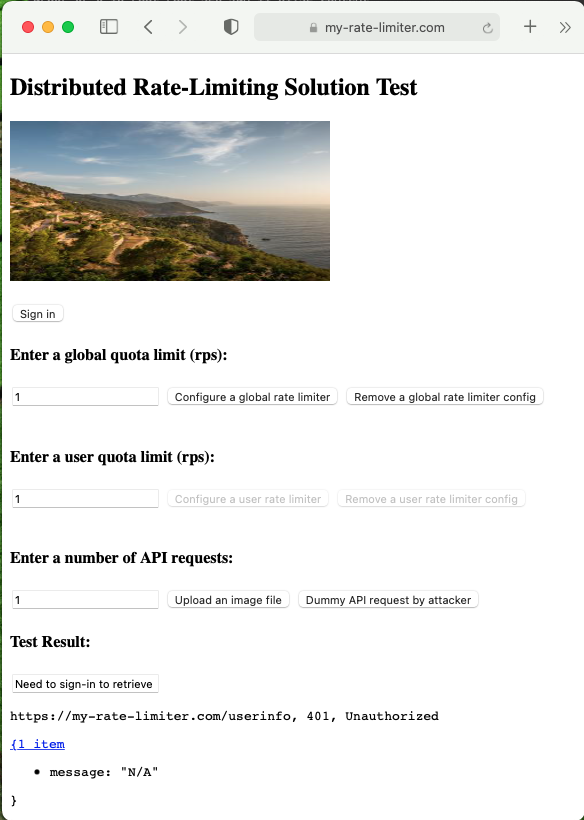 my-rate-limiter.com
Distributed Rate-Limiting Solution Test
Sign in
Enter a global quota limit (rps):
1 Configure a global rate limiter Remove a global rate limiter config
Enter a user quota limit (rps):
1 Configure a user rate limiter Remove a user rate limiter config
Enter a number of API requests:
1 Upload an image file Dummy API request by attacker
Test Result:
Need to sign-in to retrieve
https://my-rate-limiter.com/userinfo, 401, Unauthorized
{1 item
• message: "N/A"
}